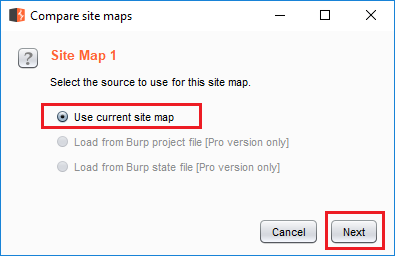 Compare site maps
?
Site Map 1
Select the source to use for this site map.
Use current site map
Load from Burp project file [Pro version only]
Load from Burp state file [Pro version only]
Cancel Next